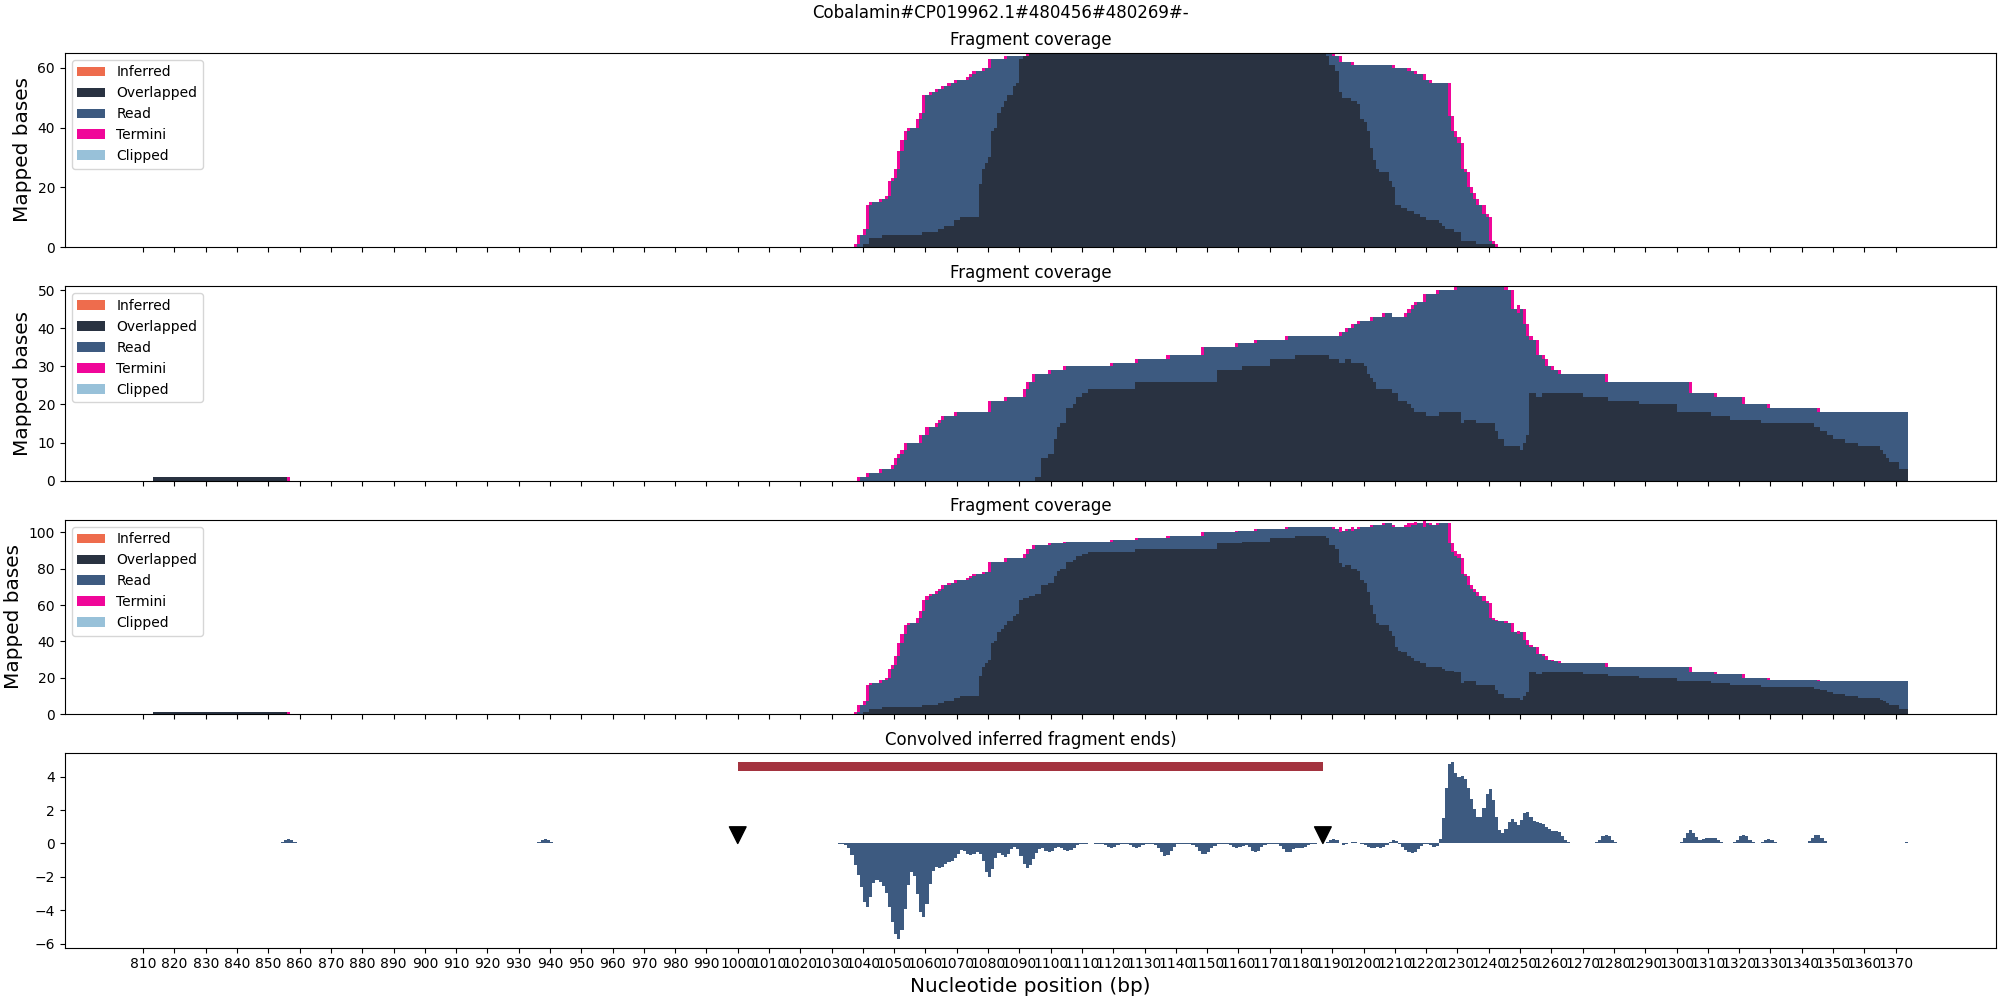 Cobalamin#CP019962.1#480456#480269#-
Fragment coverage
60
40
20
0
Mapped bases
Inferred
Overlapped
Read
Termini
Clipped
Fragment coverage
50
40
30
20
10
0
Mapped bases
Inferred
Overlapped
Read
Termini
Clipped
Fragment coverage
100
80
60
40
20
0
Mapped bases
Inferred
Overlapped
Read
Termini
Clipped
Convolved inferred fragment ends)
4
2
0
−2
−4
−6
810 820 830 840 850 860 870 880 890 900 910 920 930 940 950 960 970 980 990 1000 1010 1020 1030 1040 1050 1060 1070 1080 1090 1100 1110 1120 1130 1140 1150 1160 1170 1180 1190 1200 1210 1220 1230 1240 1250 1260 1270 1280 1290 1300 1310 1320 1330 1340 1350 1360 1370
Nucleotide position (bp)